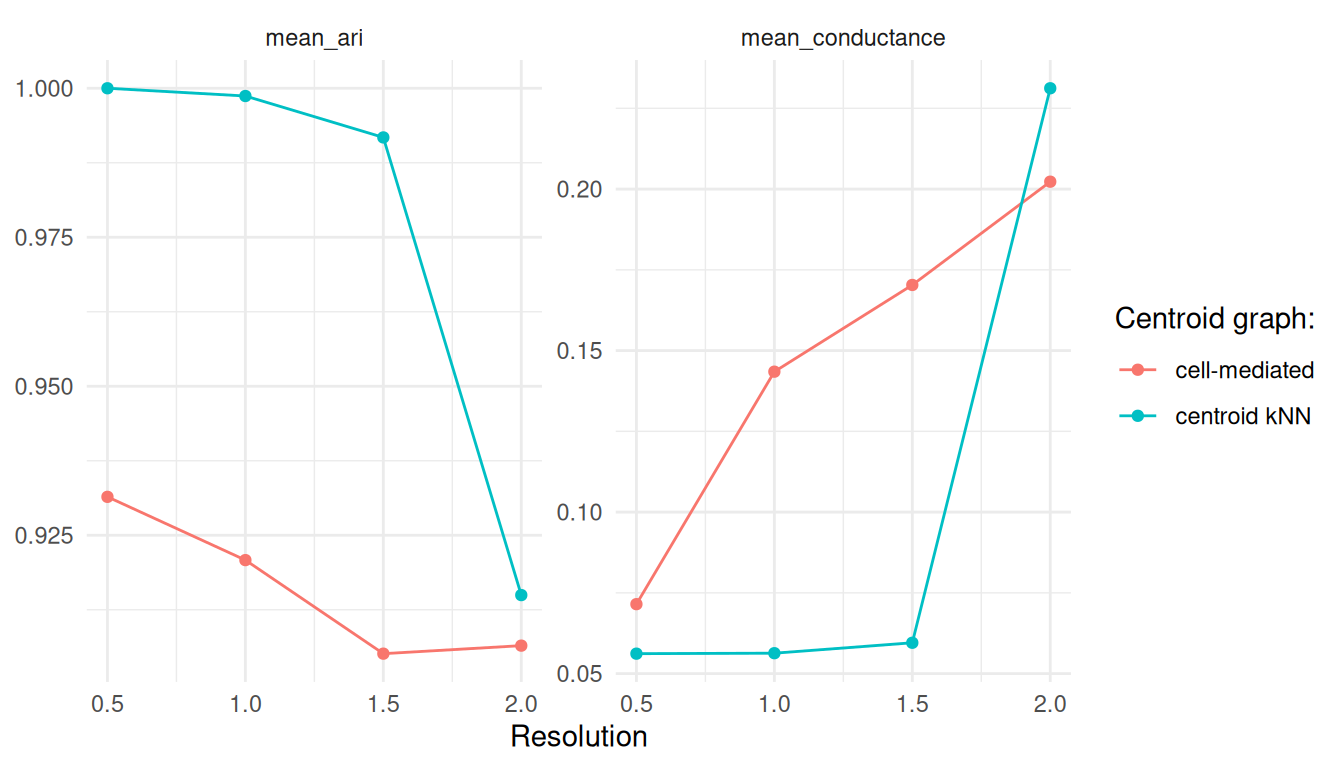 mean_ari
mean_conductance
1.000
0.975
0.950
0.925
0.20
0.15
0.10
0.05
0.5 1.0 1.5 2.0
0.5 1.0 1.5 2.0
Resolution
Centroid graph:
cell-mediated
centroid kNN